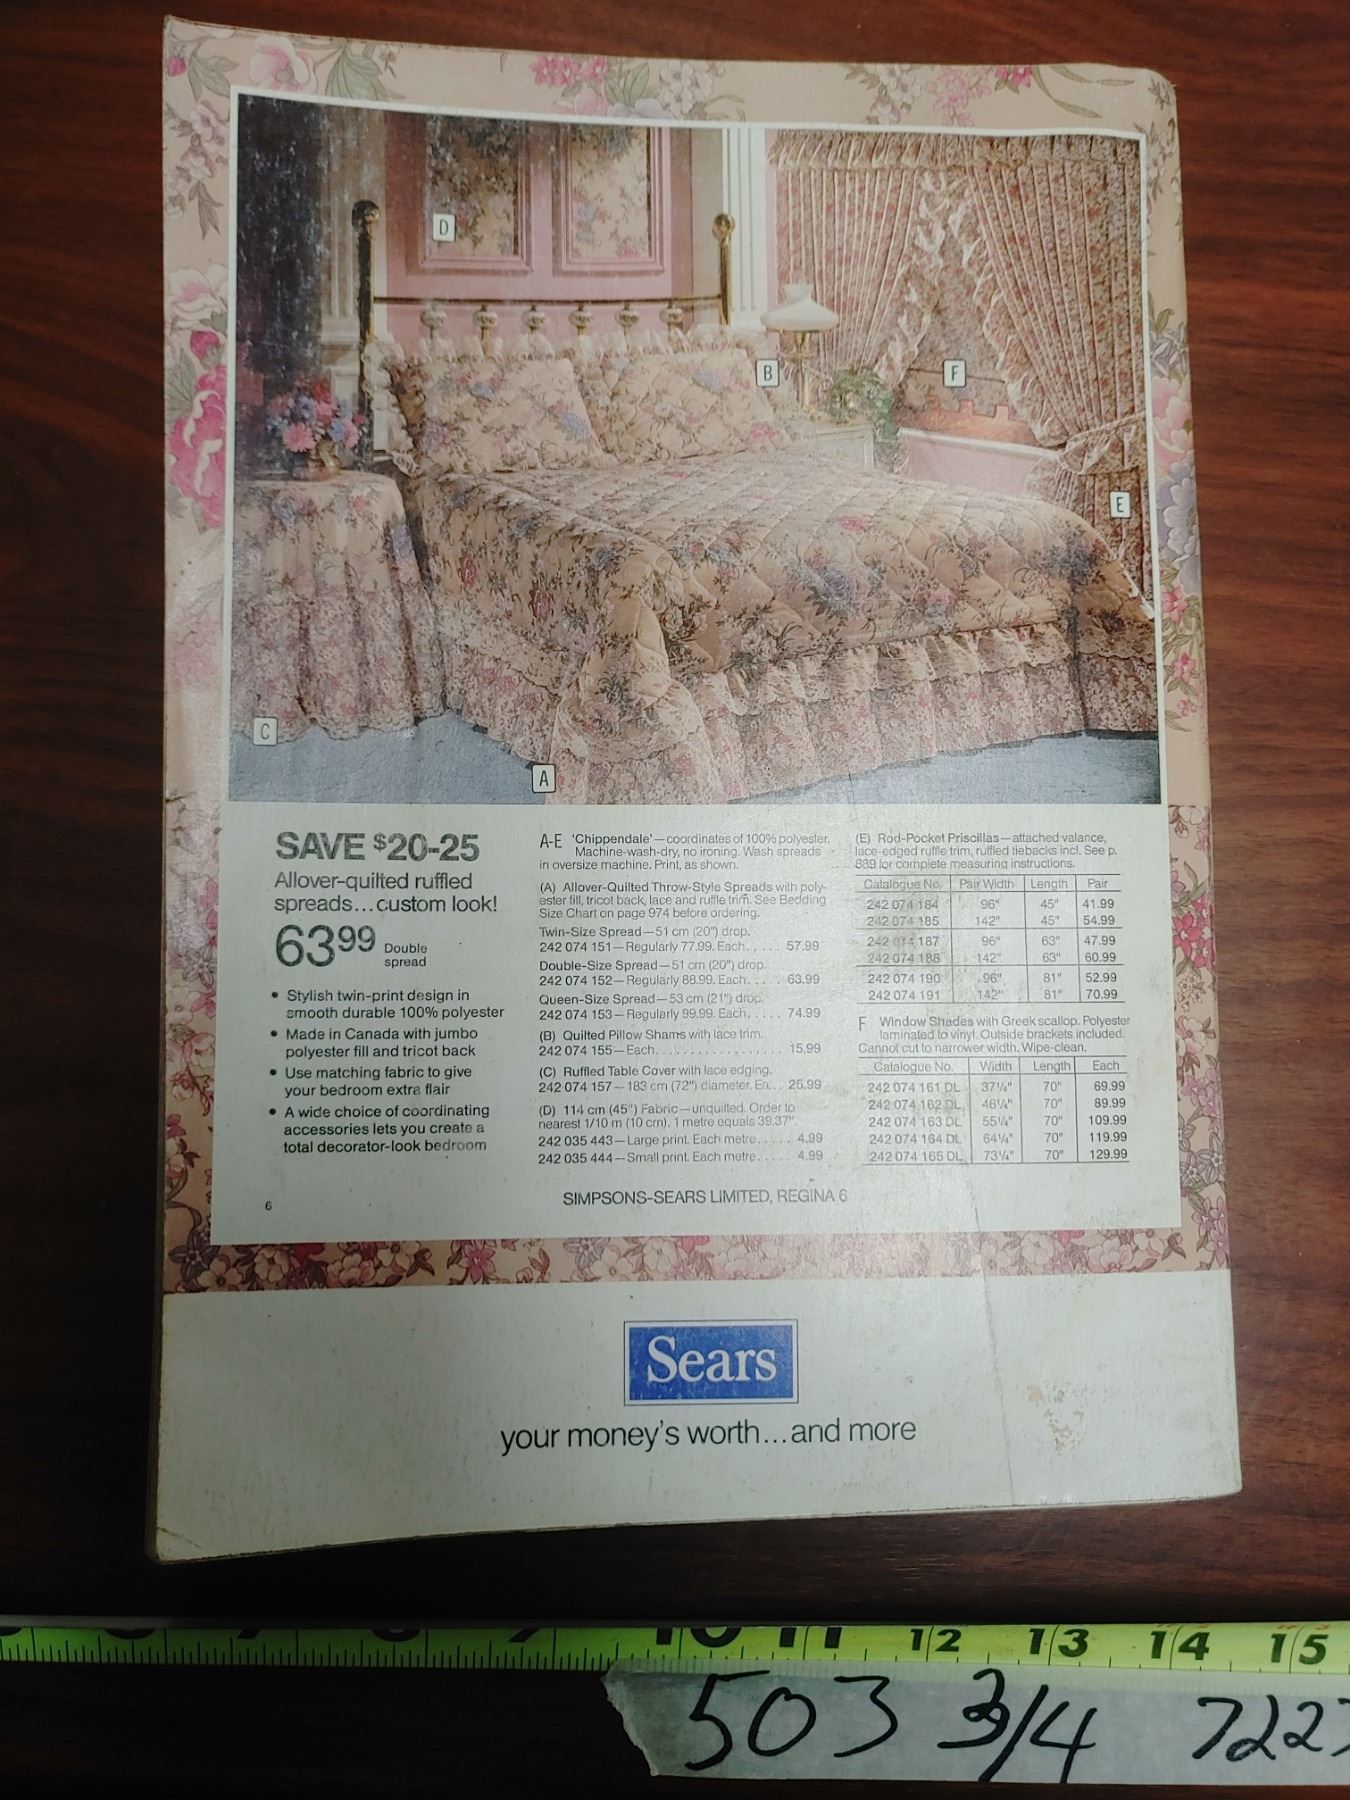 D
B
F
E
C
A
SAVE $20-25
Allover-quilted ruffled
spreads...custom look!
63⁹⁹ Double
spread
• Stylish twin-print design in
smooth durable 100% polyester
• Made in Canada with jumbo
polyester fill and tricot back
• Use matching fabric to give
your bedroom extra flair
• A wide choice of coordinating
accessories lets you create a
total decorator-look bedroom
6
A-E 'Chippendale'—coordinates of 100% polyester.
Machine-wash-dry, no ironing. Wash spreads
in oversize machine. Print, as shown.
(A) Allover-Quilted Throw-Style Spreads with poly-
ester fill, tricot back, lace and ruffle trim. See Bedding
Size Chart on page 974 before ordering.
Twin-Size Spread—51 cm (20") drop.
242 074 151—Regularly 77.99. Each..... 57.99
Double-Size Spread—51 cm (20") drop.
242 074 152—Regularly 88.99. Each..... 63.99
Queen-Size Spread—53 cm (21") drop.
242 074 153—Regularly 99.99. Each..... 74.99
(B) Quilted Pillow Shams with lace trim.
242 074 155—Each................ 15.99
(C) Ruffled Table Cover with lace edging.
242 074 157—183 cm (72") diameter. Ea... 25.99
(D) 114 cm (45") Fabric—unquilted. Order to
nearest 1/10 m (10 cm). 1 metre equals 39.37".
242 035 443—Large print. Each metre..... 4.99
242 035 444—Small print. Each metre..... 4.99
(E) Rod-Pocket Priscillas—attached valance,
lace-edged ruffle trim, ruffled tiebacks incl. See p.
889 for complete measuring instructions.
Catalogue No. Pair Width Length Pair
242 074 184 96" 45" 41.99
242 074 185 142" 45" 54.99
242 074 187 96" 63" 47.99
242 074 188 142" 63" 60.99
242 074 190 96" 81" 52.99
242 074 191 142" 81" 70.99
F Window Shades with Greek scallop. Polyester
laminated to vinyl. Outside brackets included.
Cannot cut to narrower width. Wipe-clean.
Catalogue No. Width Length Each
242 074 161 DL 37¼" 70" 69.99
242 074 162 DL 46¼" 70" 89.99
242 074 163 DL 55¼" 70" 109.99
242 074 164 DL 64¼" 70" 119.99
242 074 165 DL 73¼" 70" 129.99
SIMPSONS-SEARS LIMITED, REGINA 6
Sears
your money's worth...and more
6 7 8 9 10 11 12 13 14 15
503 3/4 722